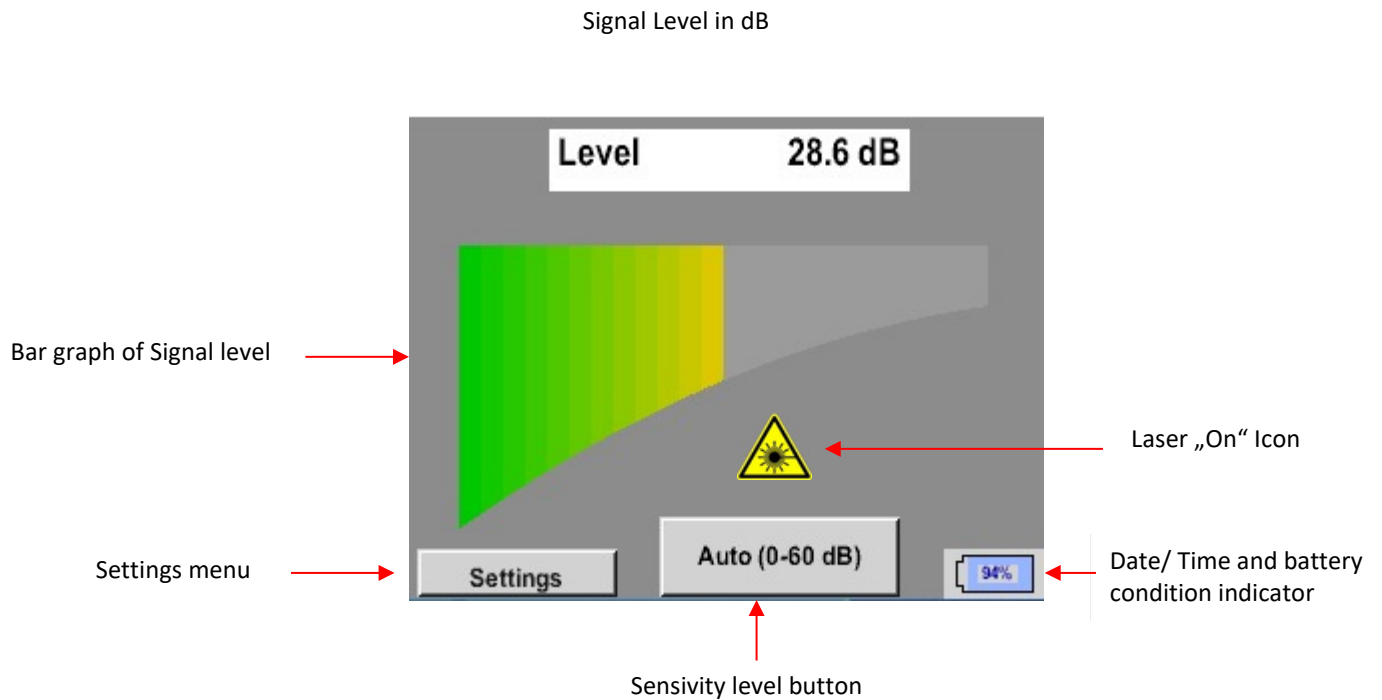 Signal Level in dB
Level 28.6 dB
Bar graph of Signal level
Laser „On“ Icon
Settings menu
Settings
Auto (0-60 dB)
94%
Date/ Time and battery
condition indicator
Sensivity level button